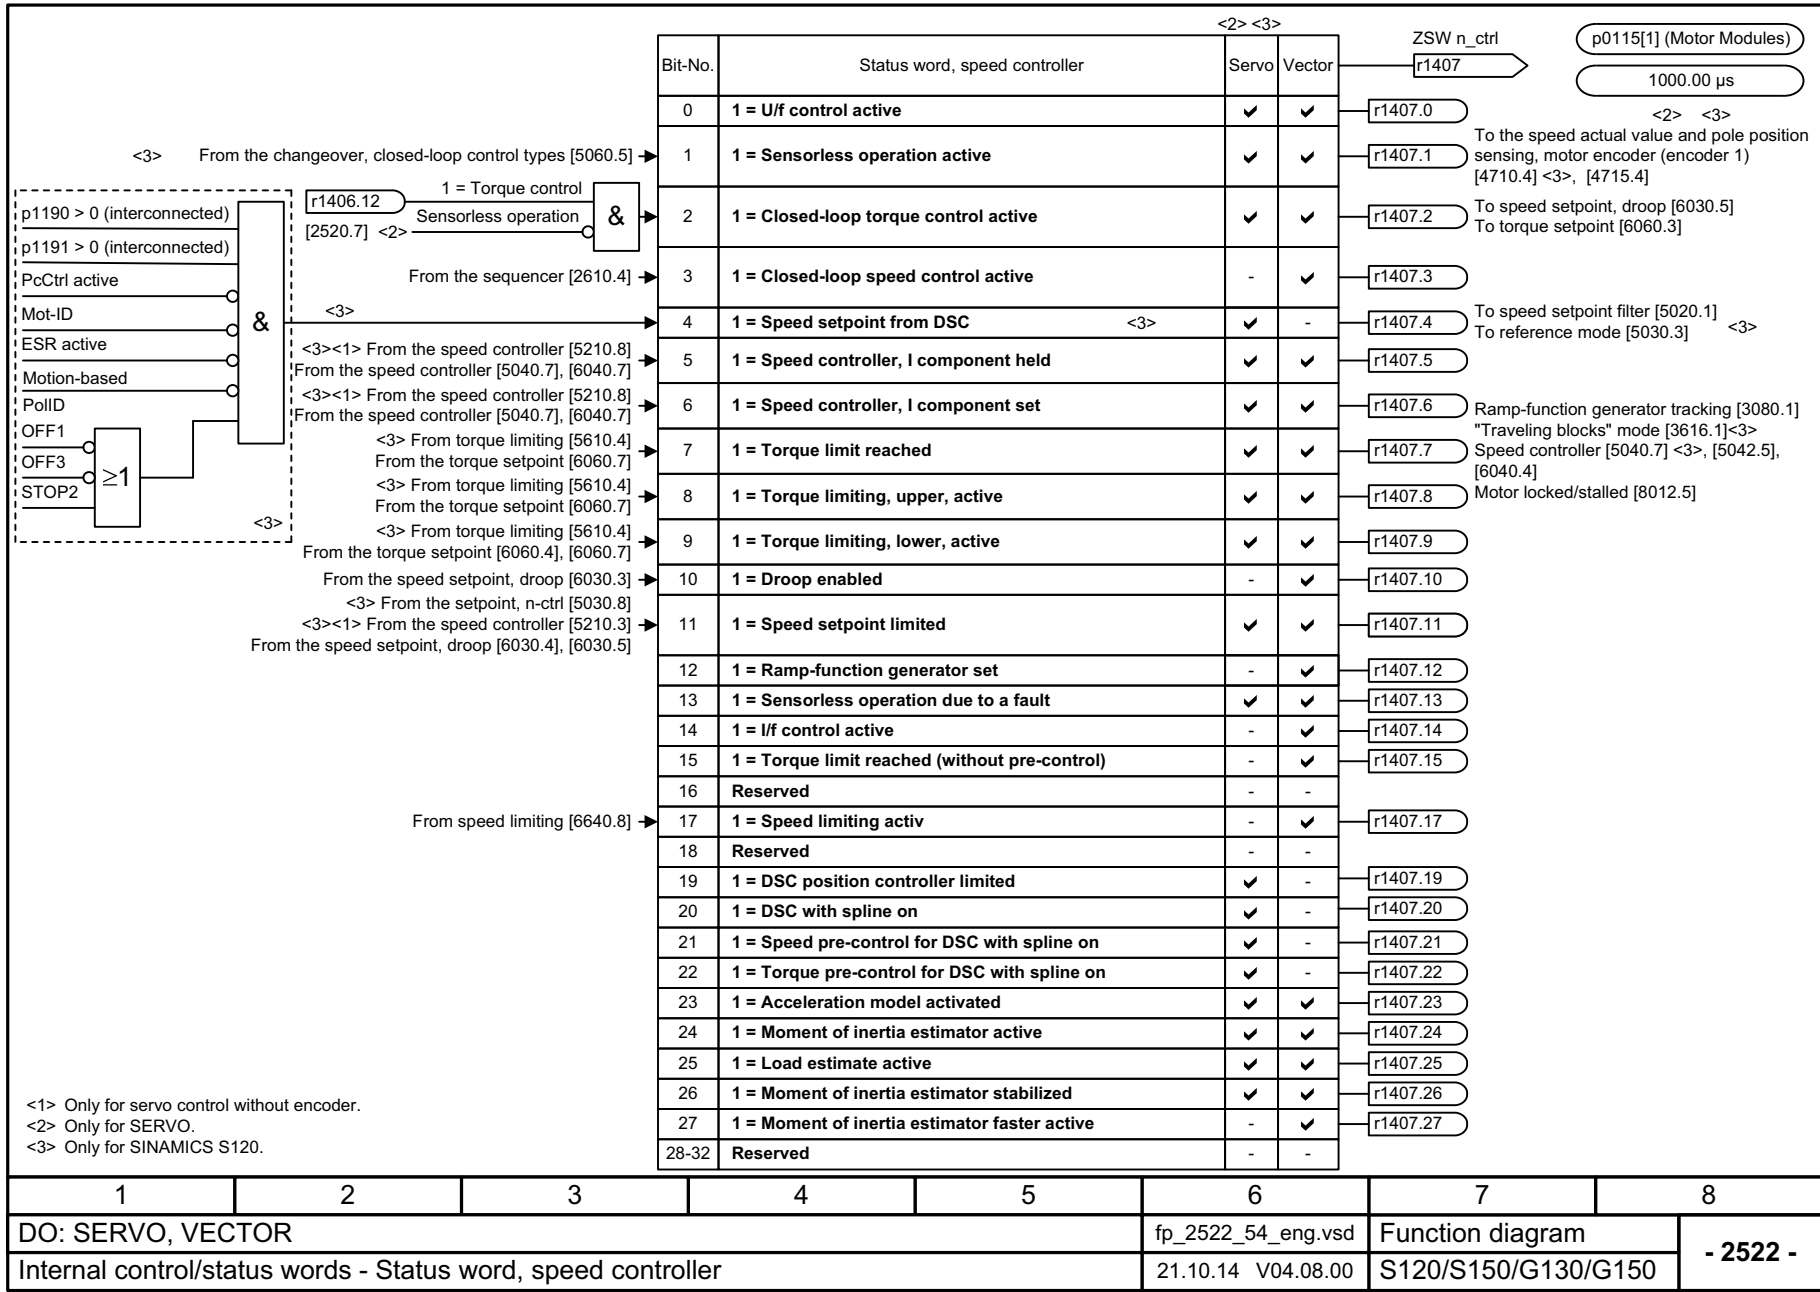 <2> <3>
Bit-No.
Status word, speed controller
Servo
Vector
ZSW n_ctrl
r1407
p0115[1] (Motor Modules)
1000.00 µs
<2> <3>
0
1 = U/f control active
✔
✔
r1407.0
<3> From the changeover, closed-loop control types [5060.5]
1
1 = Sensorless operation active
✔
✔
r1407.1
To the speed actual value and pole position
sensing, motor encoder (encoder 1)
[4710.4] <3>, [4715.4]
r1406.12
1 = Torque control
Sensorless operation
[2520.7] <2>
&
2
1 = Closed-loop torque control active
✔
✔
r1407.2
To speed setpoint, droop [6030.5]
To torque setpoint [6060.3]
From the sequencer [2610.4]
3
1 = Closed-loop speed control active
-
✔
r1407.3
p1190 > 0 (interconnected)
p1191 > 0 (interconnected)
PcCtrl active
Mot-ID
ESR active
Motion-based
PolID
OFF1
OFF3
STOP2
≥1
&
<3>
<3>
4
1 = Speed setpoint from DSC <3>
✔
-
r1407.4
To speed setpoint filter [5020.1]
To reference mode [5030.3] <3>
<3><1> From the speed controller [5210.8]
From the speed controller [5040.7], [6040.7]
5
1 = Speed controller, I component held
✔
✔
r1407.5
<3><1> From the speed controller [5210.8]
From the speed controller [5040.7], [6040.7]
6
1 = Speed controller, I component set
✔
✔
r1407.6
<3> From torque limiting [5610.4]
From the torque setpoint [6060.7]
7
1 = Torque limit reached
✔
✔
r1407.7
Ramp-function generator tracking [3080.1]
"Traveling blocks" mode [3616.1]<3>
Speed controller [5040.7] <3>, [5042.5],
[6040.4]
Motor locked/stalled [8012.5]
<3> From torque limiting [5610.4]
From the torque setpoint [6060.7]
8
1 = Torque limiting, upper, active
✔
✔
r1407.8
<3> From torque limiting [5610.4]
From the torque setpoint [6060.4], [6060.7]
9
1 = Torque limiting, lower, active
✔
✔
r1407.9
From the speed setpoint, droop [6030.3]
10
1 = Droop enabled
-
✔
r1407.10
<3> From the setpoint, n-ctrl [5030.8]
<3><1> From the speed controller [5210.3]
From the speed setpoint, droop [6030.4], [6030.5]
11
1 = Speed setpoint limited
✔
✔
r1407.11
12
1 = Ramp-function generator set
-
✔
r1407.12
13
1 = Sensorless operation due to a fault
✔
✔
r1407.13
14
1 = I/f control active
-
✔
r1407.14
15
1 = Torque limit reached (without pre-control)
-
✔
r1407.15
16
Reserved
-
-
From speed limiting [6640.8]
17
1 = Speed limiting activ
-
✔
r1407.17
18
Reserved
-
-
19
1 = DSC position controller limited
✔
-
r1407.19
20
1 = DSC with spline on
✔
-
r1407.20
21
1 = Speed pre-control for DSC with spline on
✔
-
r1407.21
22
1 = Torque pre-control for DSC with spline on
✔
-
r1407.22
23
1 = Acceleration model activated
✔
✔
r1407.23
24
1 = Moment of inertia estimator active
✔
✔
r1407.24
25
1 = Load estimate active
✔
✔
r1407.25
26
1 = Moment of inertia estimator stabilized
✔
✔
r1407.26
27
1 = Moment of inertia estimator faster active
-
✔
r1407.27
28-32
Reserved
-
-
<1> Only for servo control without encoder.
<2> Only for SERVO.
<3> Only for SINAMICS S120.
1
2
3
4
5
6
7
8
DO: SERVO, VECTOR
fp_2522_54_eng.vsd
Function diagram
- 2522 -
Internal control/status words - Status word, speed controller
21.10.14 V04.08.00
S120/S150/G130/G150